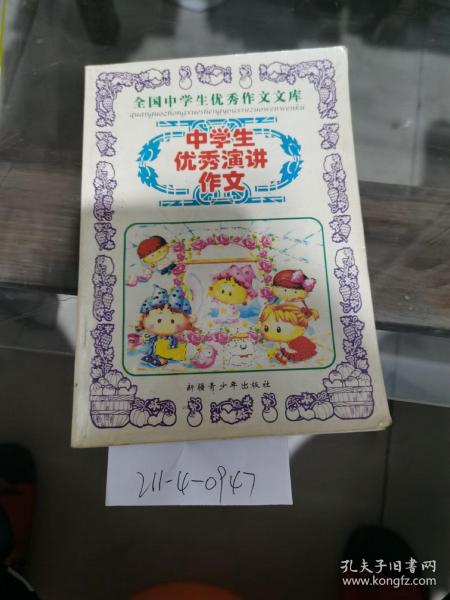 全国中学生优秀作文文库
quanguozhongxueshengyouxiuzuowenwenku
中学生
优秀演讲
作文
新疆青少年出版社
211-4-0947
孔夫子旧书网
www.kongfz.com